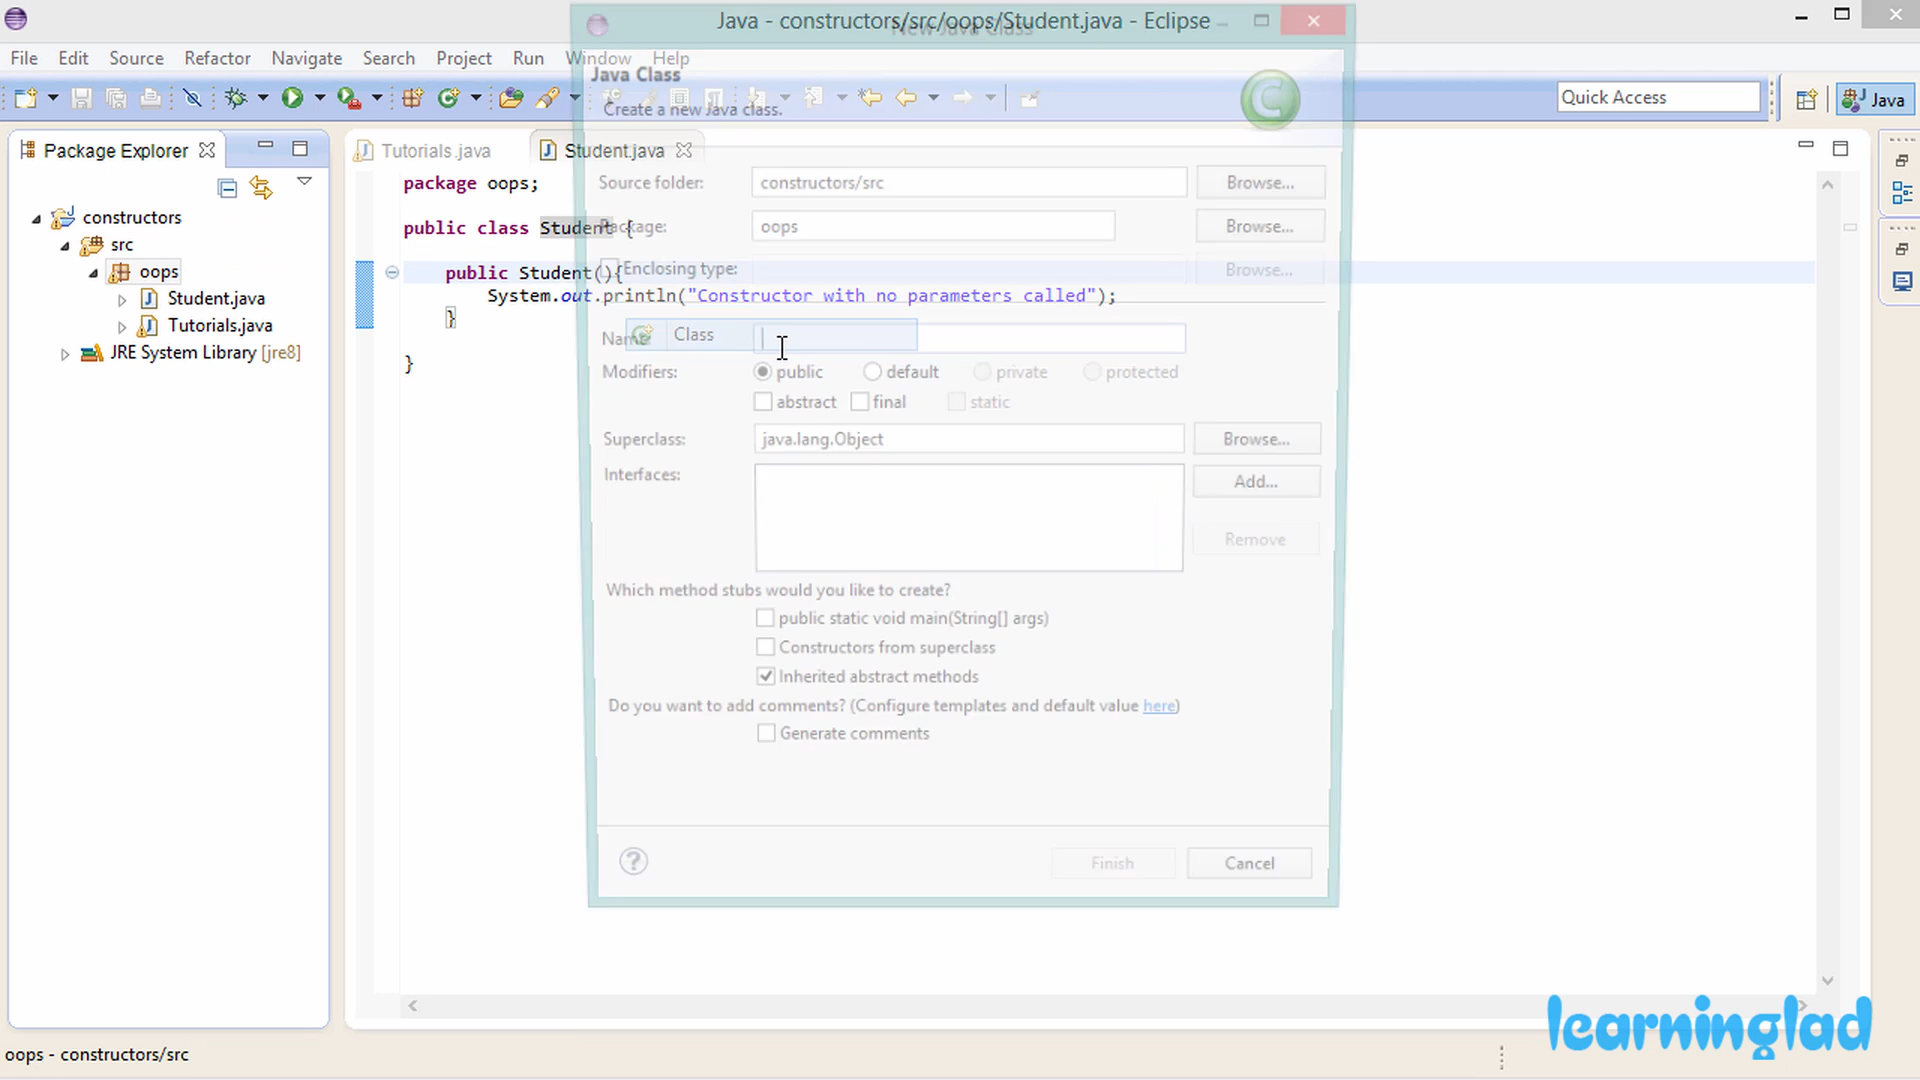 Java - constructors/src/oops/Student.java - Eclipse
New Java Class
File Edit Source Refactor Navigate Search Project Run Window Help
Java Class
Create a new Java class.
Quick Access
Java
Package Explorer
Tutorials.java
Student.java
constructors
src
oops
Student.java
Tutorials.java
JRE System Library [jre8]
package oops;
public class Student {
public Student(){
System.out.println("Constructor with no parameters called");
}
}
Source folder: constructors/src Browse...
Package: oops Browse...
Enclosing type: Browse...
Class
Name:
Modifiers: public default private protected
abstract final static
Superclass: java.lang.Object Browse...
Interfaces: Add...
Remove
Which method stubs would you like to create?
public static void main(String[] args)
Constructors from superclass
Inherited abstract methods
Do you want to add comments? (Configure templates and default value here)
Generate comments
? Finish Cancel
learninglad
oops - constructors/src